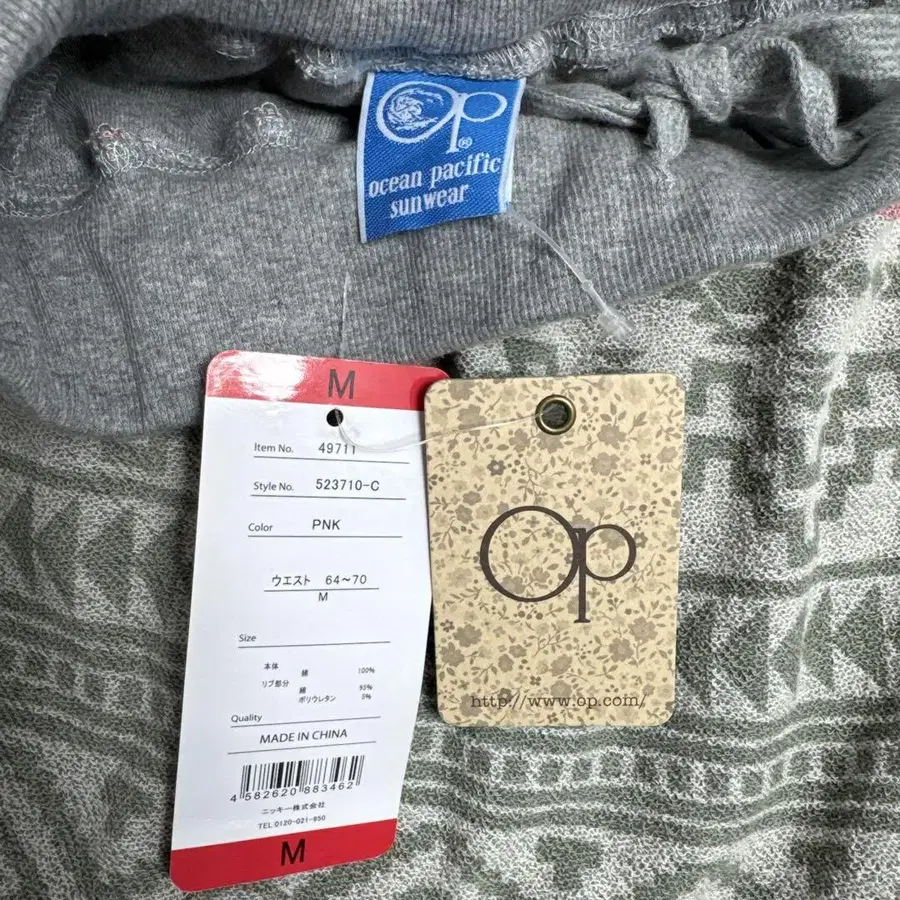 Op®
ocean pacific
sunwear
M
Item No. 49711
Style No. 523710-C
Color PNK
ウエスト 64～70
M
Size
本体 綿 100%
リブ部分 綿 95%
ポリウレタン 5%
Quality
MADE IN CHINA
4 582620 883462
ニッキー株式会社
TEL 0120-021-850
M
Op
http://www.op.com/